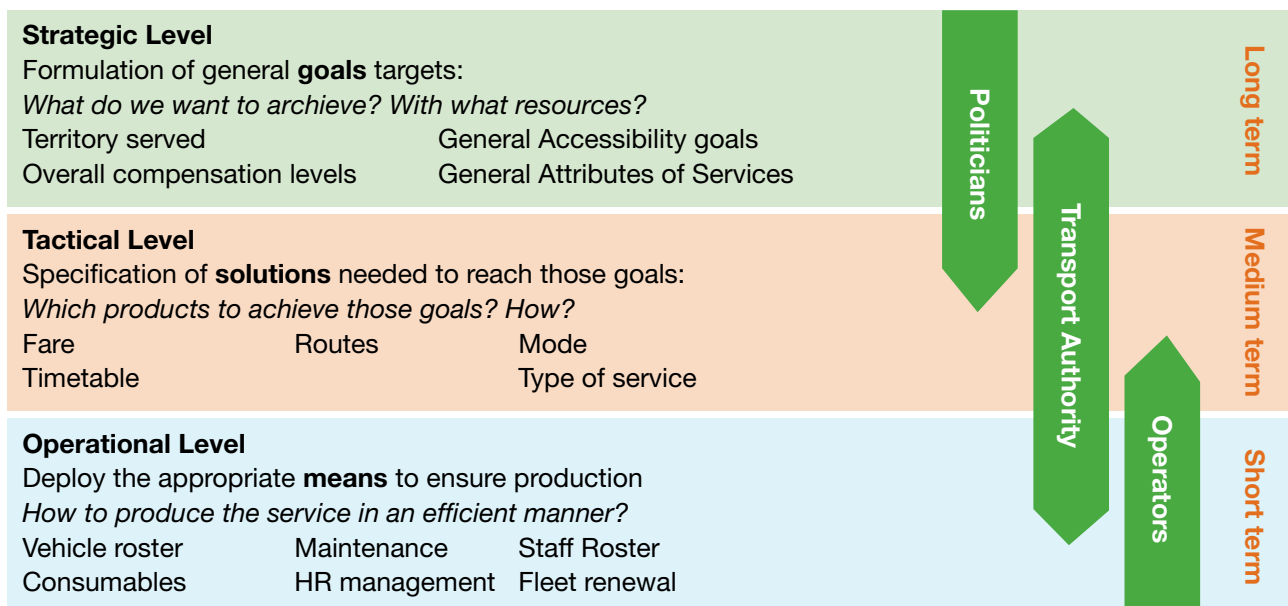 Strategic Level
Formulation of general goals targets:
What do we want to archieve? With what resources?
Territory served General Accessibility goals
Overall compensation levels General Attributes of Services
Politicians
Long term
Tactical Level
Specification of solutions needed to reach those goals:
Which products to achieve those goals? How?
Fare Routes Mode
Timetable Type of service
Transport Authority
Medium term
Operational Level
Deploy the appropriate means to ensure production
How to produce the service in an efficient manner?
Vehicle roster Maintenance Staff Roster
Consumables HR management Fleet renewal
Operators
Short term